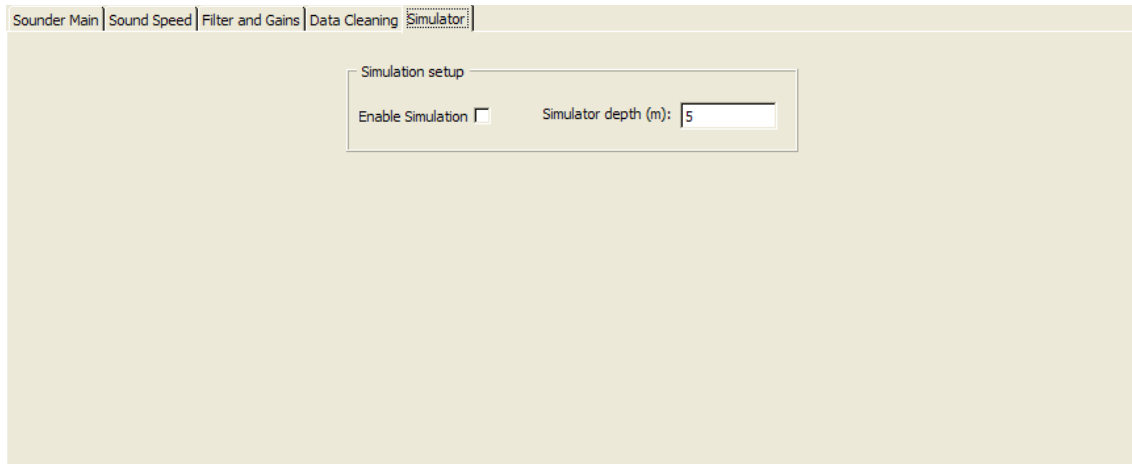 Sounder Main Sound Speed Filter and Gains Data Cleaning Simulator
Simulation setup
Enable Simulation Simulator depth (m): 5